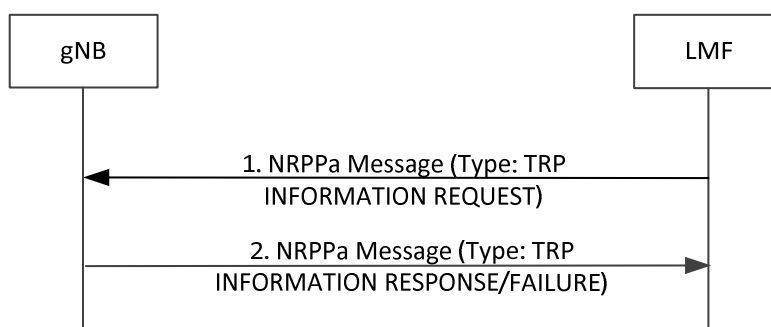 gNB
LMF
1. NRPPa Message (Type: TRP
INFORMATION REQUEST)
2. NRPPa Message (Type: TRP
INFORMATION RESPONSE/FAILURE)